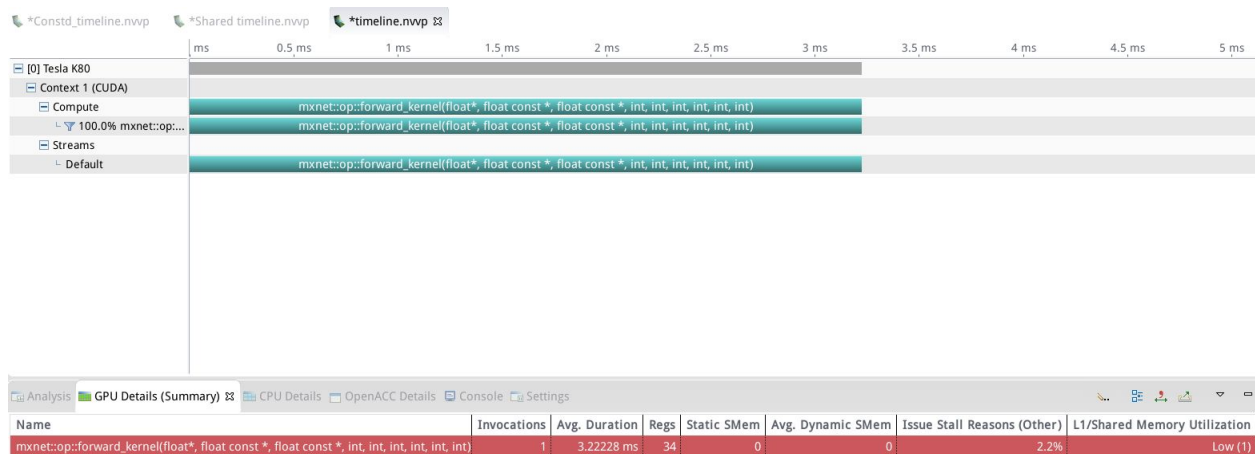 *Constd_timeline.nvvp *Shared timeline.nvvp *timeline.nvvp
ms 0.5 ms 1 ms 1.5 ms 2 ms 2.5 ms 3 ms 3.5 ms 4 ms 4.5 ms 5 ms
[0] Tesla K80
Context 1 (CUDA)
Compute mxnet::op::forward_kernel(float*, float const *, float const *, int, int, int, int, int, int)
100.0% mxnet::op:... mxnet::op::forward_kernel(float*, float const *, float const *, int, int, int, int, int, int)
Streams
Default mxnet::op::forward_kernel(float*, float const *, float const *, int, int, int, int, int, int)
Analysis GPU Details (Summary) CPU Details OpenACC Details Console Settings
Name Invocations Avg. Duration Regs Static SMem Avg. Dynamic SMem Issue Stall Reasons (Other) L1/Shared Memory Utilization
mxnet::op::forward_kernel(float*, float const *, float const *, int, int, int, int, int, int) 1 3.22228 ms 34 0 0 2.2% Low (1)